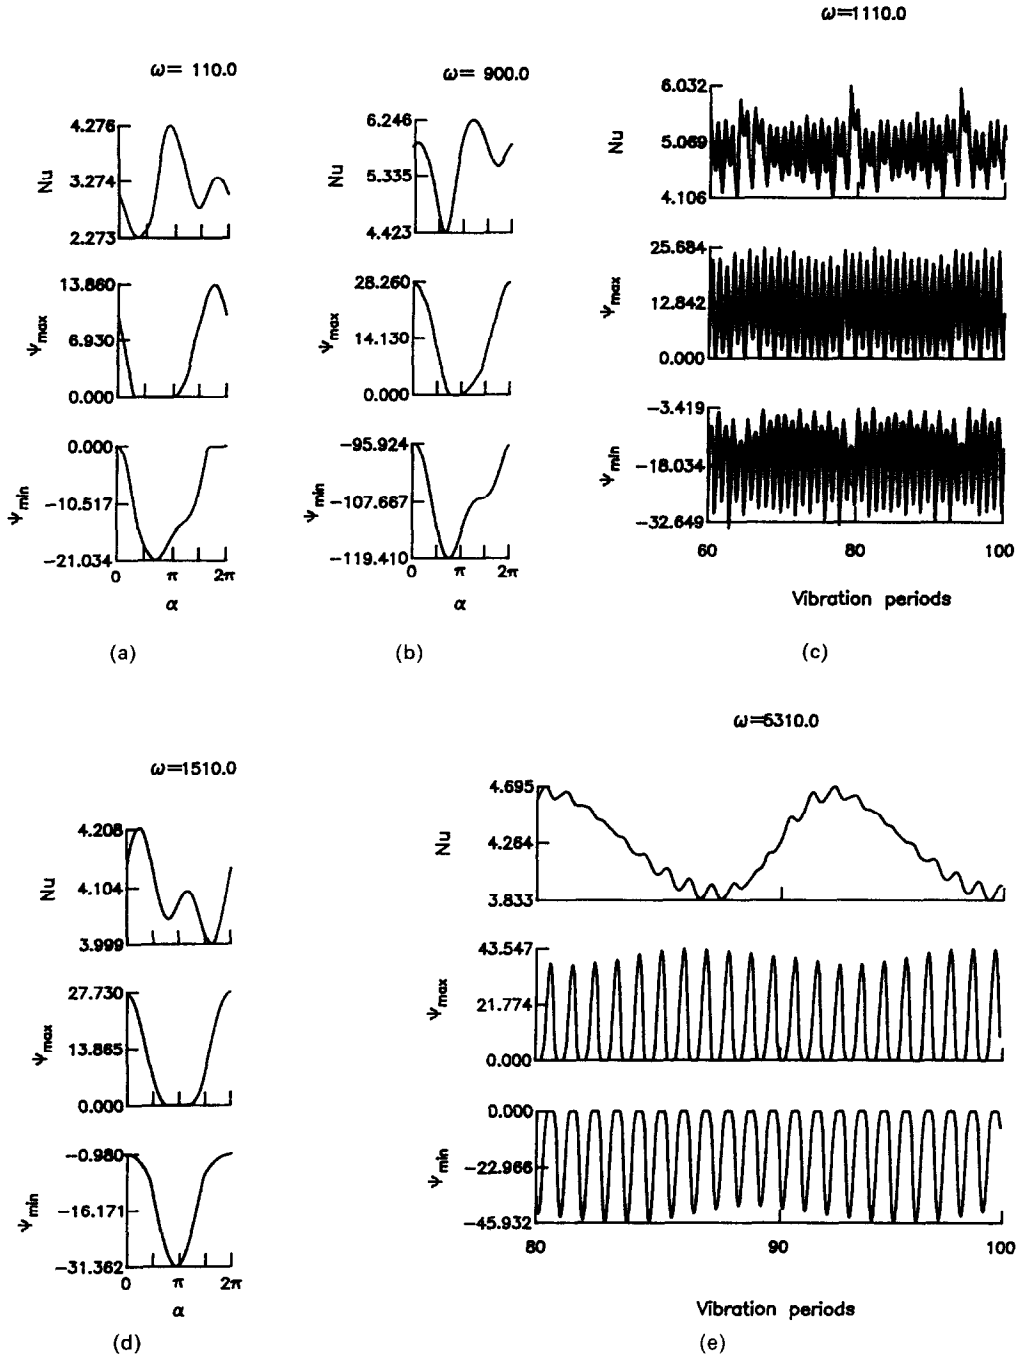 ω= 110.0
Nu
4.276
3.274
2.273
Ψmax
13.860
6.930
0.000
Ψmin
0.000
-10.517
-21.034
0 π 2π
α
(a)
ω= 900.0
Nu
6.246
5.335
4.423
Ψmax
28.260
14.130
0.000
Ψmin
-95.924
-107.667
-119.410
0 π 2π
α
(b)
ω=1110.0
Nu
6.032
5.069
4.106
Ψmax
25.684
12.842
0.000
Ψmin
-3.419
-18.034
-32.649
60 80 100
Vibration periods
(c)
ω=1510.0
Nu
4.208
4.104
3.999
Ψmax
27.730
13.865
0.000
Ψmin
-0.980
-16.171
-31.362
0 π 2π
α
(d)
ω=6310.0
Nu
4.695
4.264
3.833
Ψmax
43.547
21.774
0.000
Ψmin
0.000
-22.966
-45.932
80 90 100
Vibration periods
(e)